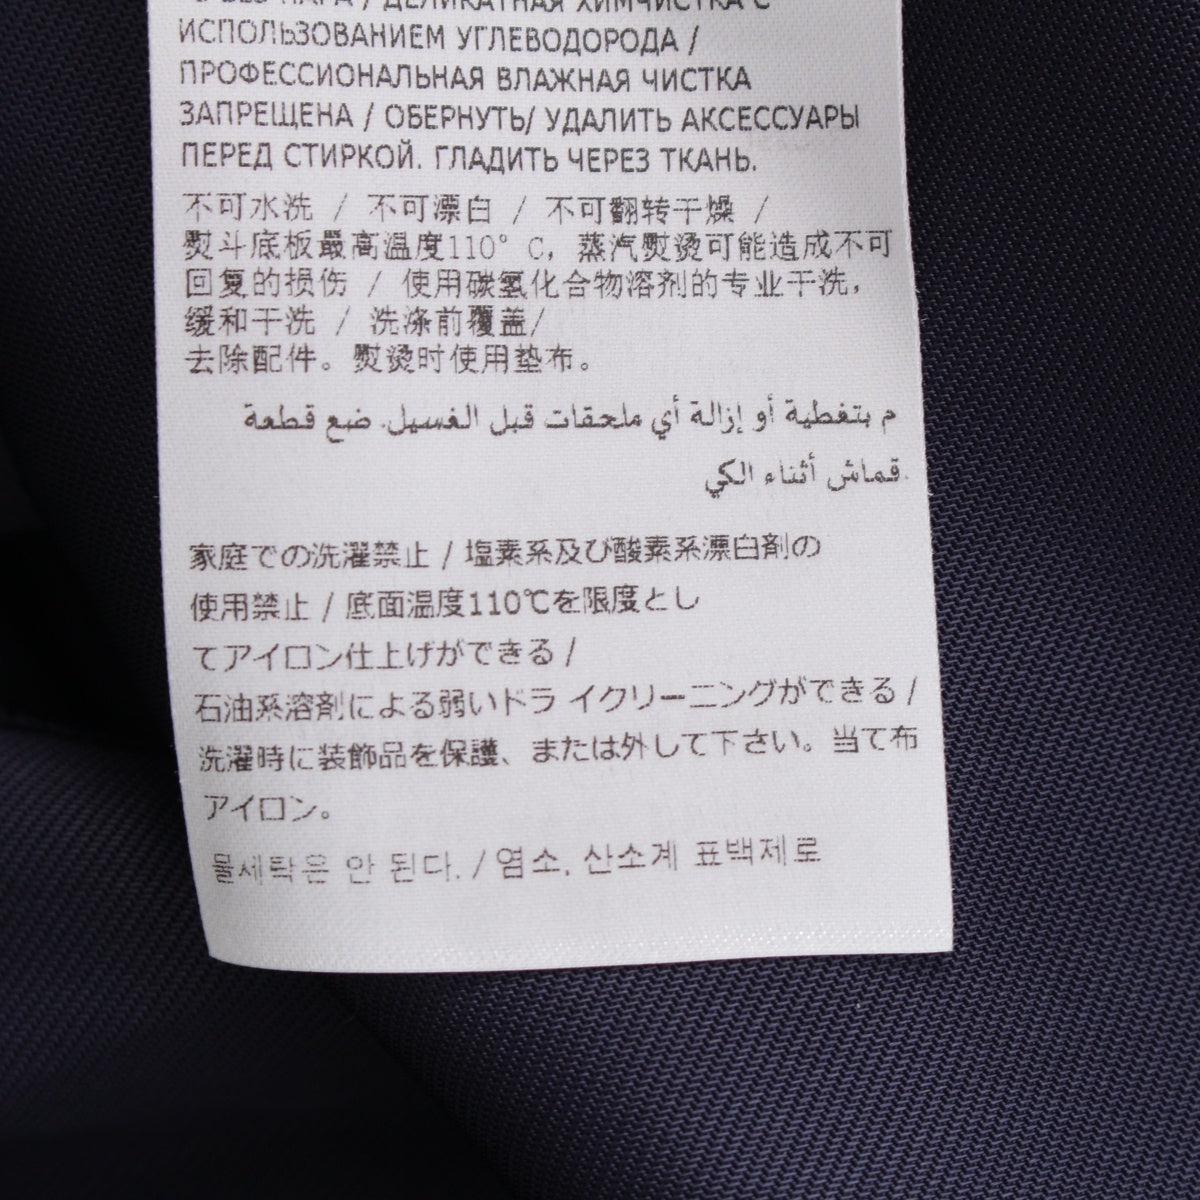 БЕЗ ПАРА / ДЕЛИКАТНАЯ ХИМЧИСТКА С
ИСПОЛЬЗОВАНИЕМ УГЛЕВОДОРОДА /
ПРОФЕССИОНАЛЬНАЯ ВЛАЖНАЯ ЧИСТКА
ЗАПРЕЩЕНА / ОБЕРНУТЬ/ УДАЛИТЬ АКСЕССУАРЫ
ПЕРЕД СТИРКОЙ. ГЛАДИТЬ ЧЕРЕЗ ТКАНЬ.
不可水洗 / 不可漂白 / 不可翻转干燥 /
熨斗底板最高温度110° C，蒸汽熨烫可能造成不可
回复的损伤 / 使用碳氢化合物溶剂的专业干洗，
缓和干洗 / 洗涤前覆盖/
去除配件。熨烫时使用垫布。
م بتغطية أو إزالة أي ملحقات قبل الغسيل. ضع قطعة
قماش أثناء الكي.
家庭での洗濯禁止 / 塩素系及び酸素系漂白剤の
使用禁止 / 底面温度110℃を限度とし
てアイロン仕上げができる /
石油系溶剤による弱いドラ イクリーニングができる /
洗濯時に装飾品を保護、または外して下さい。当て布
アイロン。
물세탁은 안 된다. / 염소, 산소계 표백제로